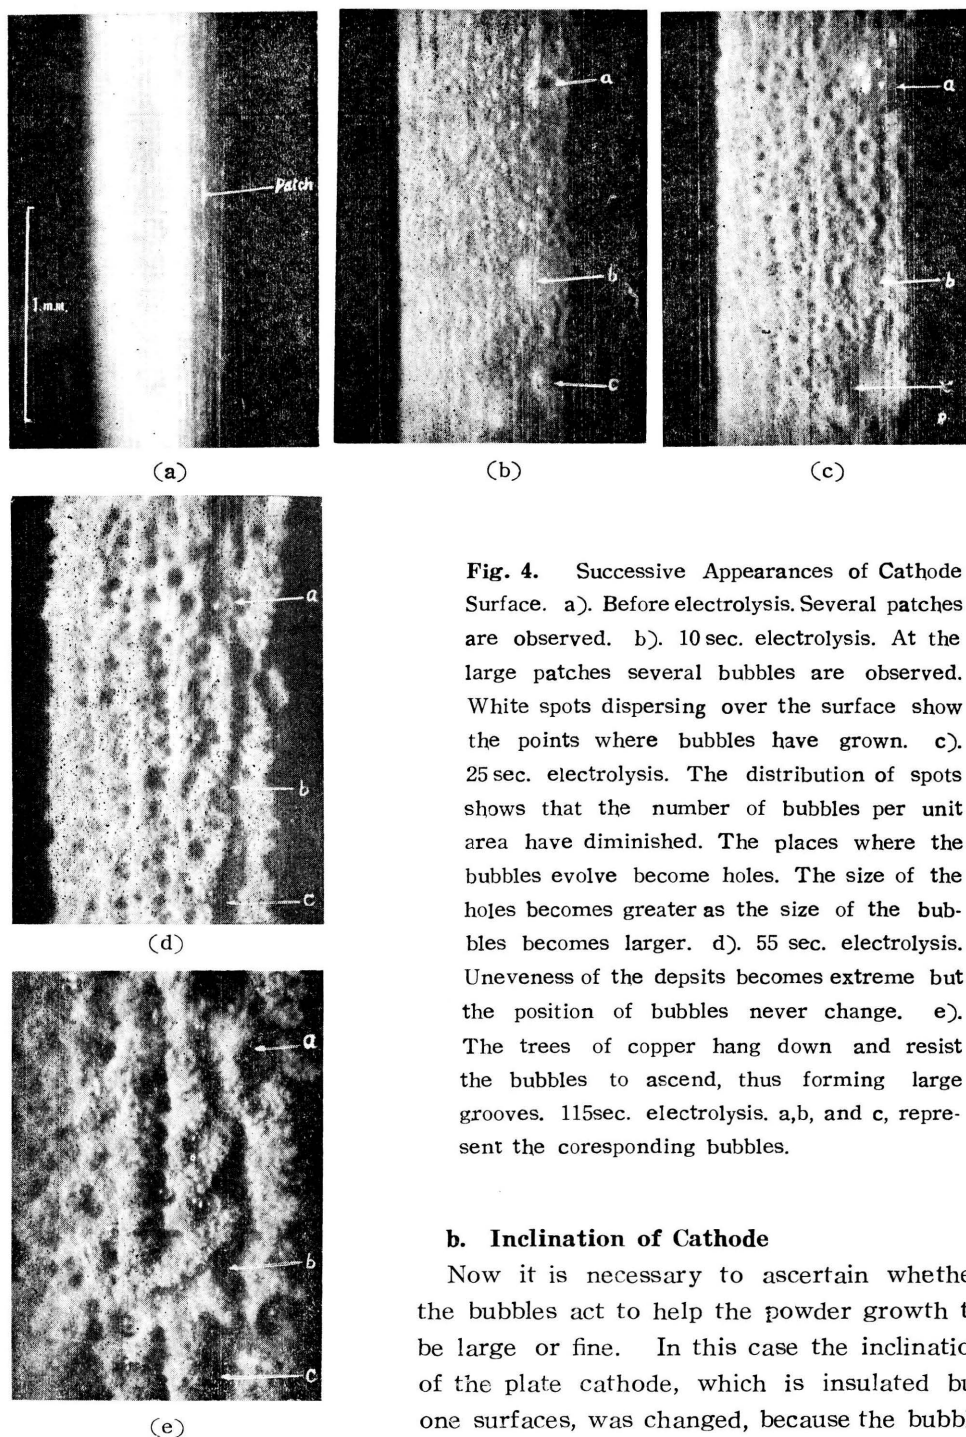 Patch
1.m.m.
a
b
c
a
b
c
p
(a)
(b)
(c)
a
b
c
(d)
a
b
c
(e)
Fig. 4. Successive Appearances of Cathode
Surface. a). Before electrolysis. Several patches
are observed. b). 10 sec. electrolysis. At the
large patches several bubbles are observed.
White spots dispersing over the surface show
the points where bubbles have grown. c).
25 sec. electrolysis. The distribution of spots
shows that the number of bubbles per unit
area have diminished. The places where the
bubbles evolve become holes. The size of the
holes becomes greater as the size of the bub-
bles becomes larger. d). 55 sec. electrolysis.
Uneveness of the depsits becomes extreme but
the position of bubbles never change. e).
The trees of copper hang down and resist
the bubbles to ascend, thus forming large
grooves. 115sec. electrolysis. a,b, and c, repre-
sent the coresponding bubbles.
b. Inclination of Cathode
Now it is necessary to ascertain whethe
the bubbles act to help the powder growth t
be large or fine. In this case the inclinatio
of the plate cathode, which is insulated bu
one surfaces, was changed, because the bubbl